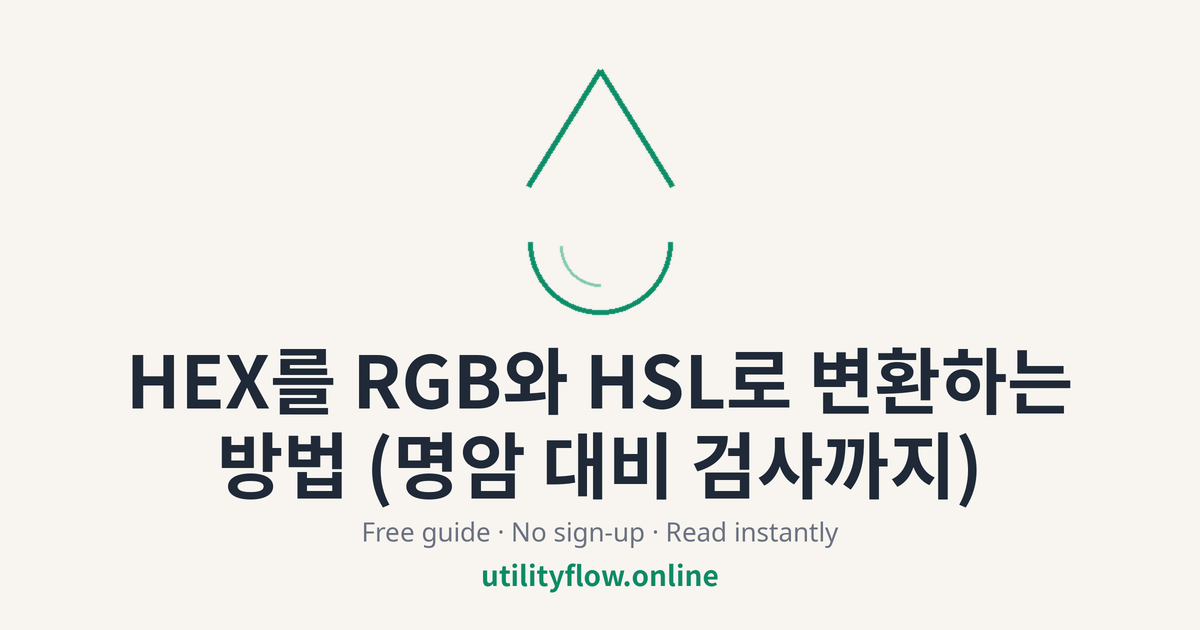 HEX를 RGB와 HSL로 변환하는
방법 (명암 대비 검사까지)
Free guide · No sign-up · Read instantly
utilityflow.online